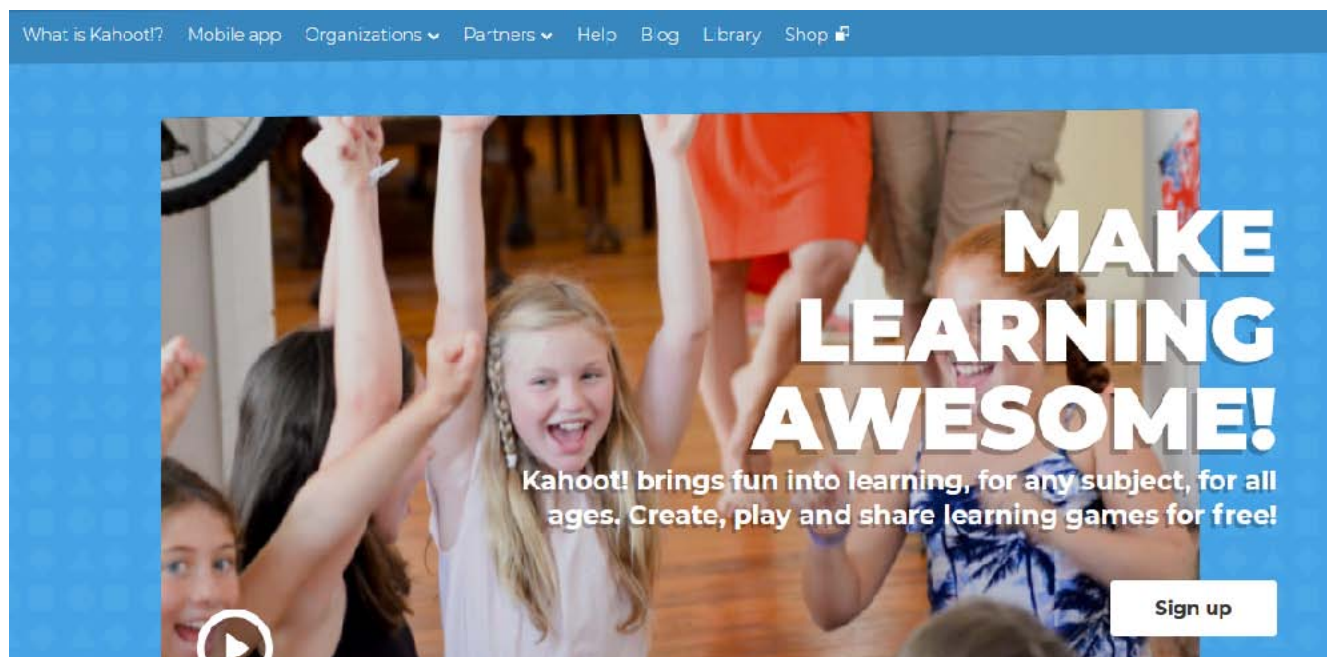 What is Kahoot!? Mobile app Organizations Partners Help Blog Library Shop
MAKE
LEARNING
AWESOME!
Kahoot! brings fun into learning, for any subject, for all
ages. Create, play and share learning games for free!
Sign up